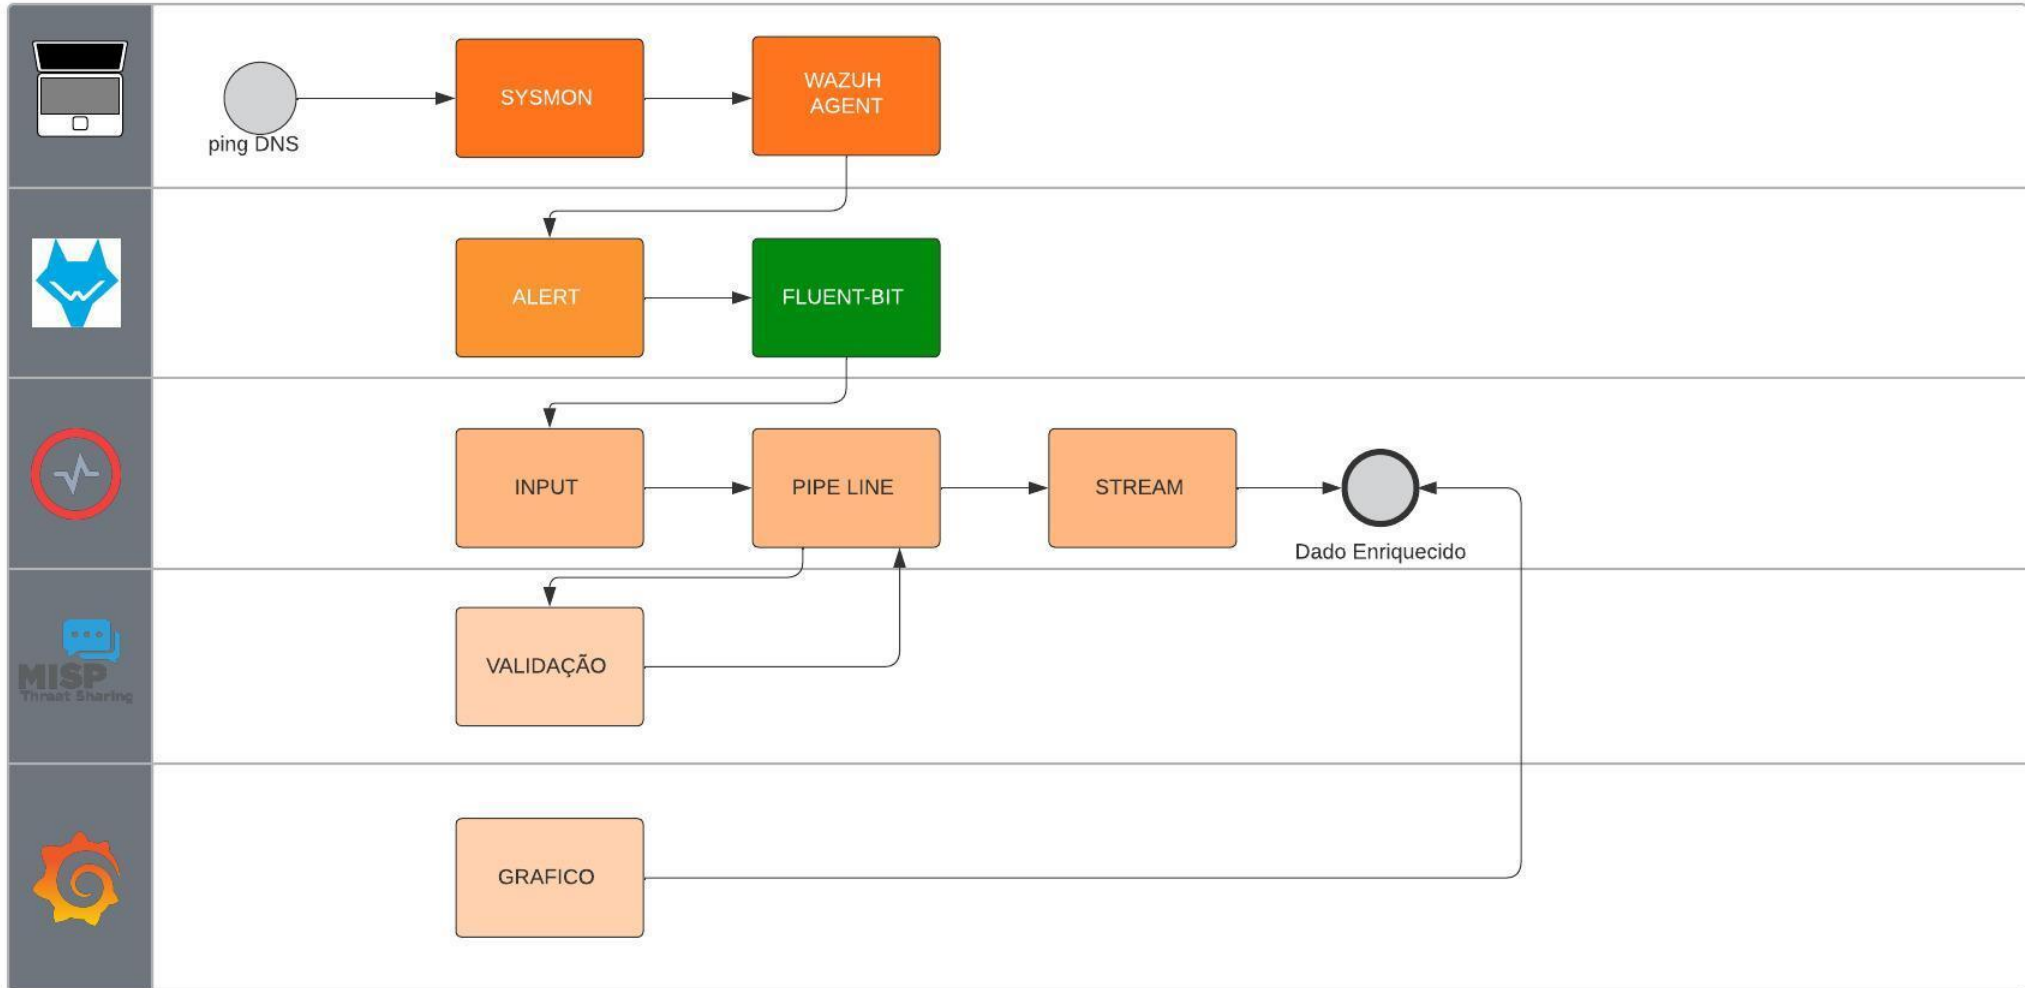 ping DNS
SYSMON
WAZUH
AGENT
ALERT
FLUENT-BIT
INPUT
PIPE LINE
STREAM
Dado Enriquecido
MISP
Threat Sharing
VALIDAÇÃO
GRAFICO